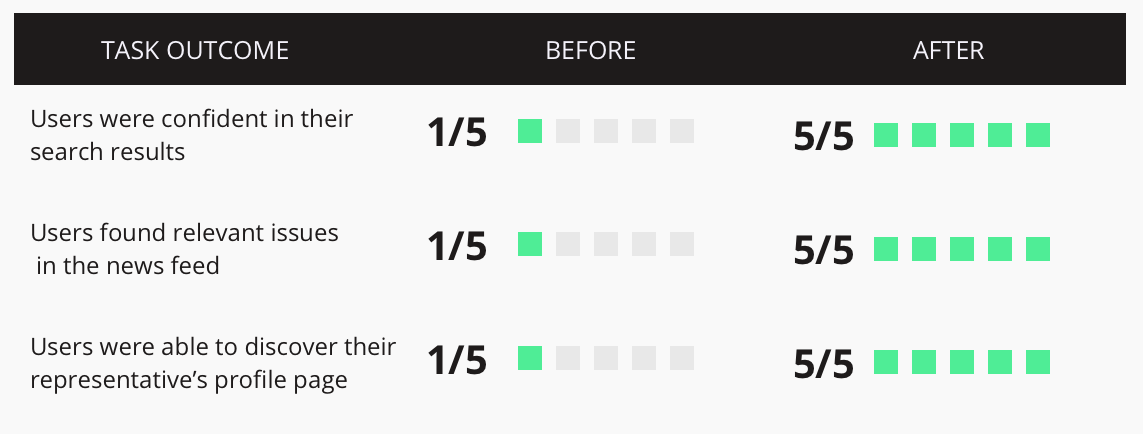 TASK OUTCOME BEFORE AFTER
Users were confident in their
search results
1/5 5/5
Users found relevant issues
in the news feed
1/5 5/5
Users were able to discover their
representative’s profile page
1/5 5/5